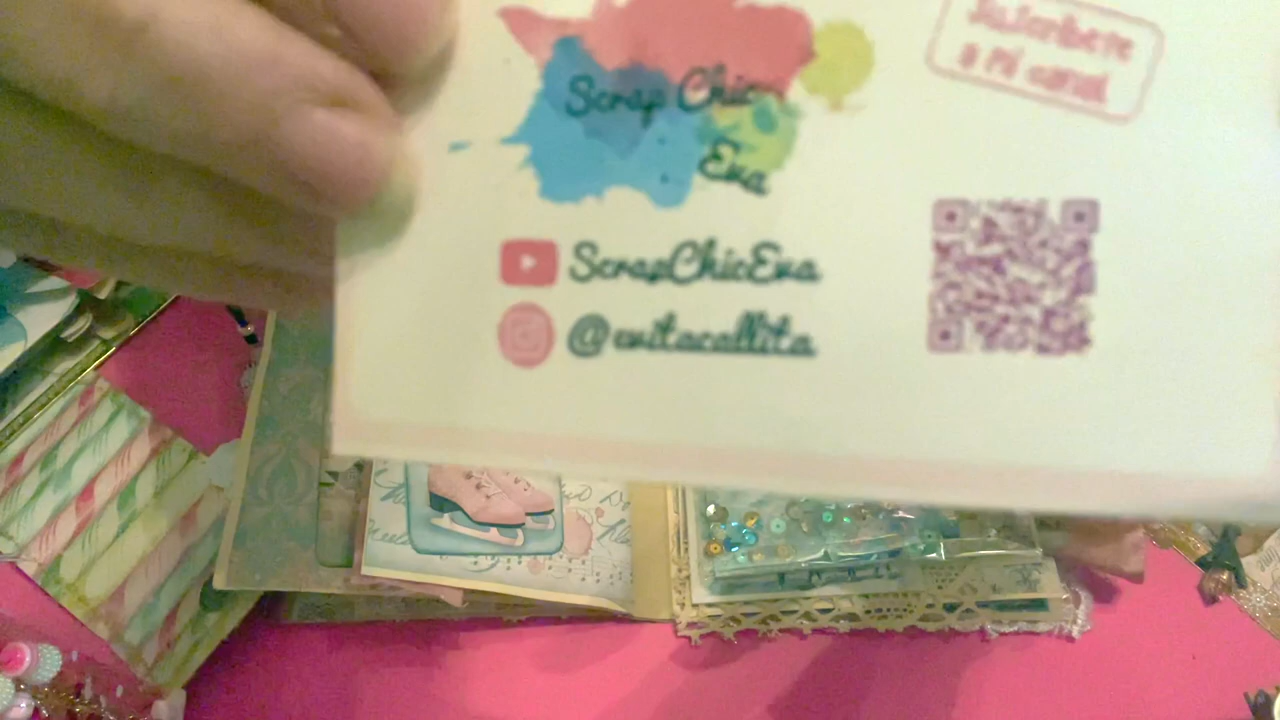 Scrap Chic
Eva
Suscríbete
a Mi canal
ScrapChicEva
@evitacallita